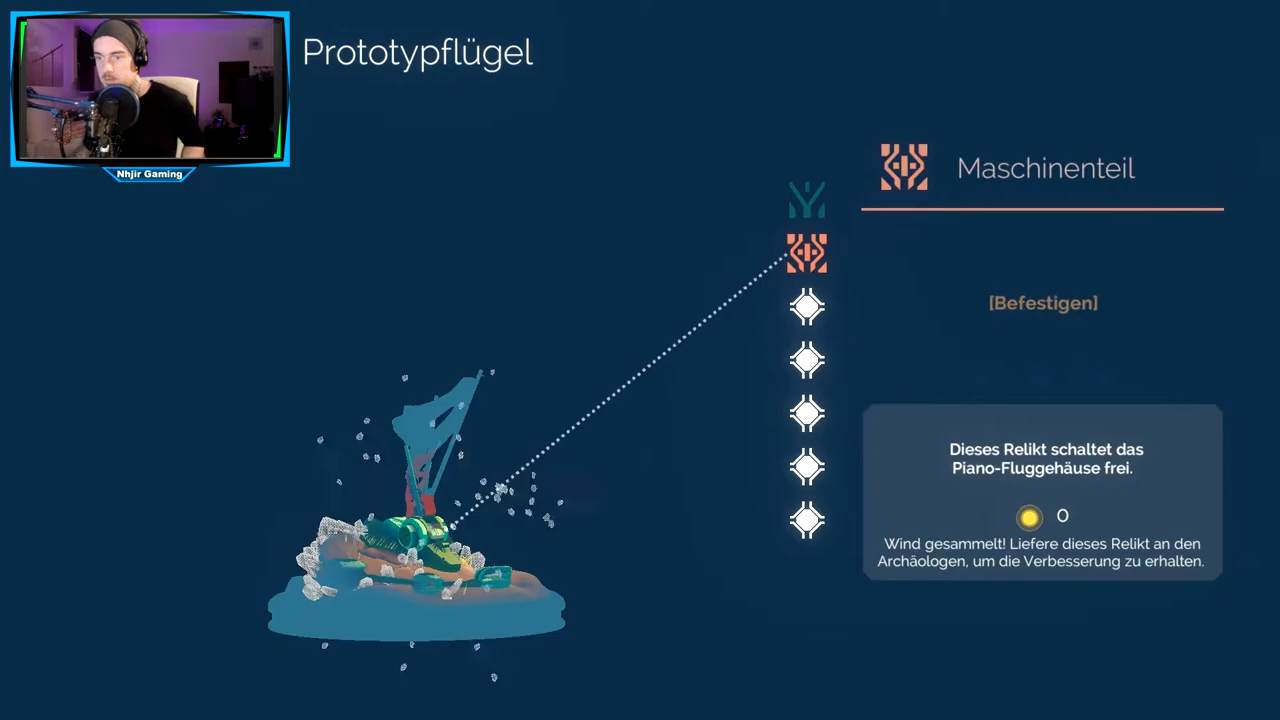 Prototypflügel
Nhjir Gaming
Maschinenteil
[Befestigen]
Dieses Relikt schaltet das
Piano-Fluggehäuse frei.
0
Wind gesammelt! Liefere dieses Relikt an den
Archäologen, um die Verbesserung zu erhalten.